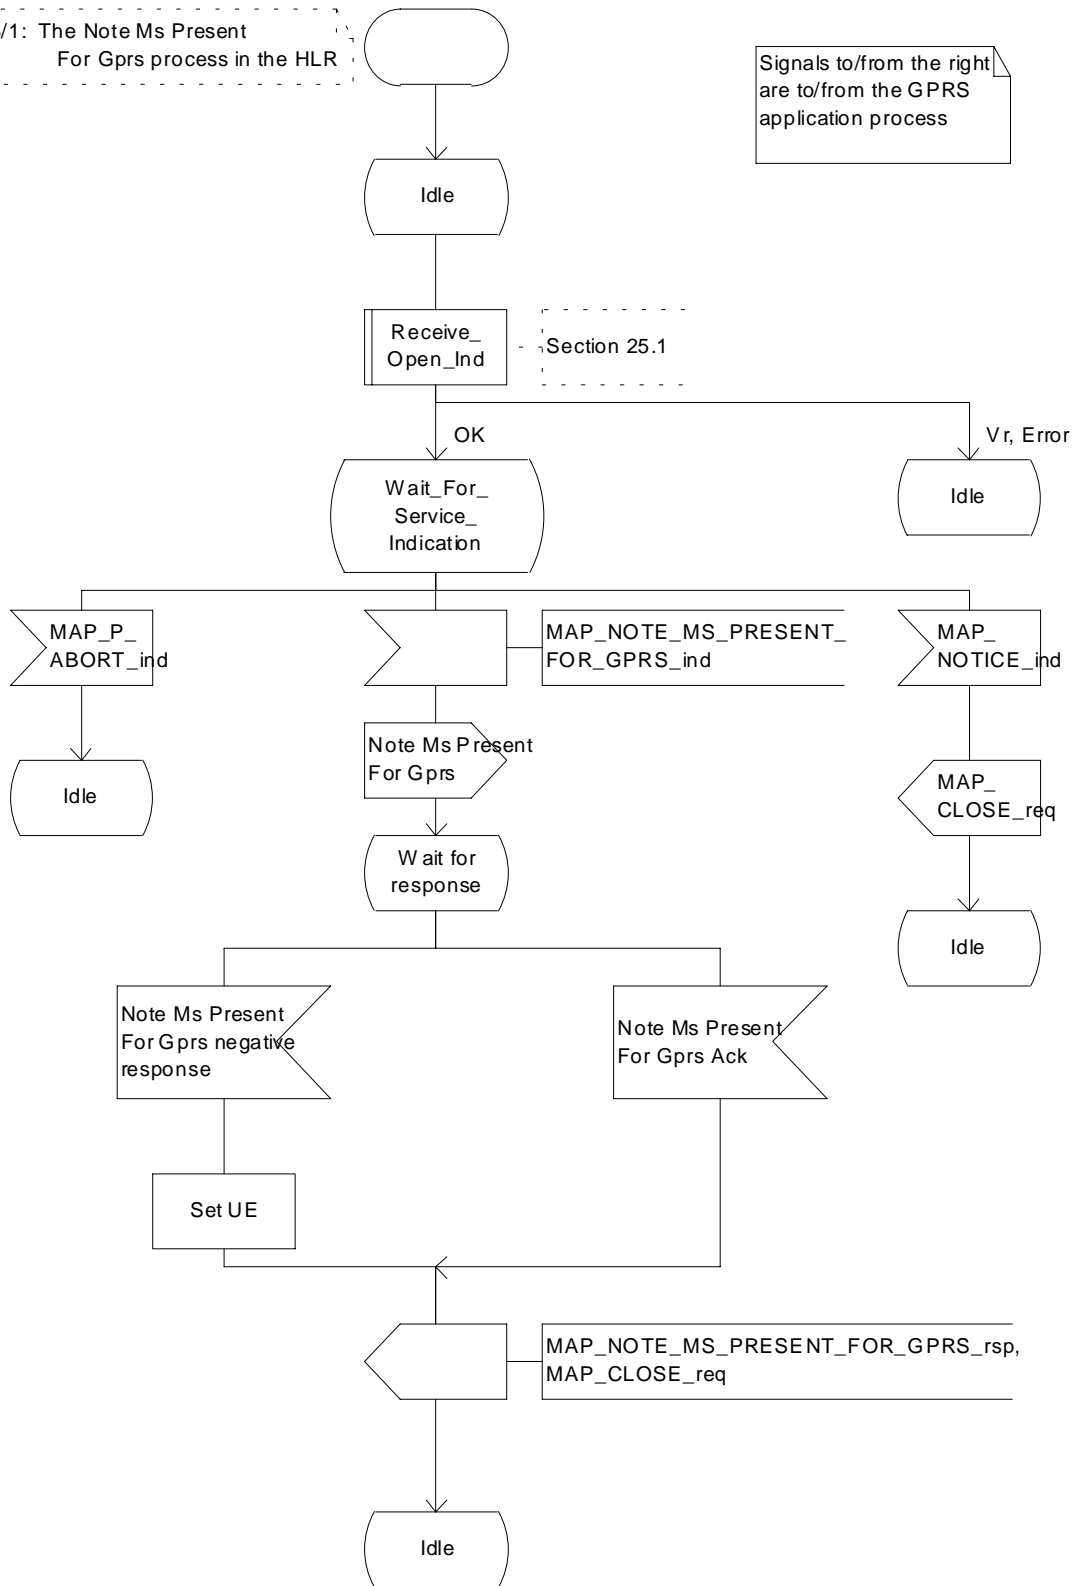 /1: The Note Ms Present
For Gprs process in the HLR
Signals to/from the right
are to/from the GPRS
application process
Idle
Receive_
Open_Ind
Section 25.1
OK
Vr, Error
Wait_For_
Service_
Indication
Idle
MAP_P_
ABORT_ind
MAP_NOTE_MS_PRESENT_
FOR_GPRS_ind
MAP_
NOTICE_ind
Note Ms Present
For Gprs
Idle
MAP_
CLOSE_req
Wait for
response
Idle
Note Ms Present
For Gprs negative
response
Note Ms Present
For Gprs Ack
Set UE
MAP_NOTE_MS_PRESENT_FOR_GPRS_rsp,
MAP_CLOSE_req
Idle